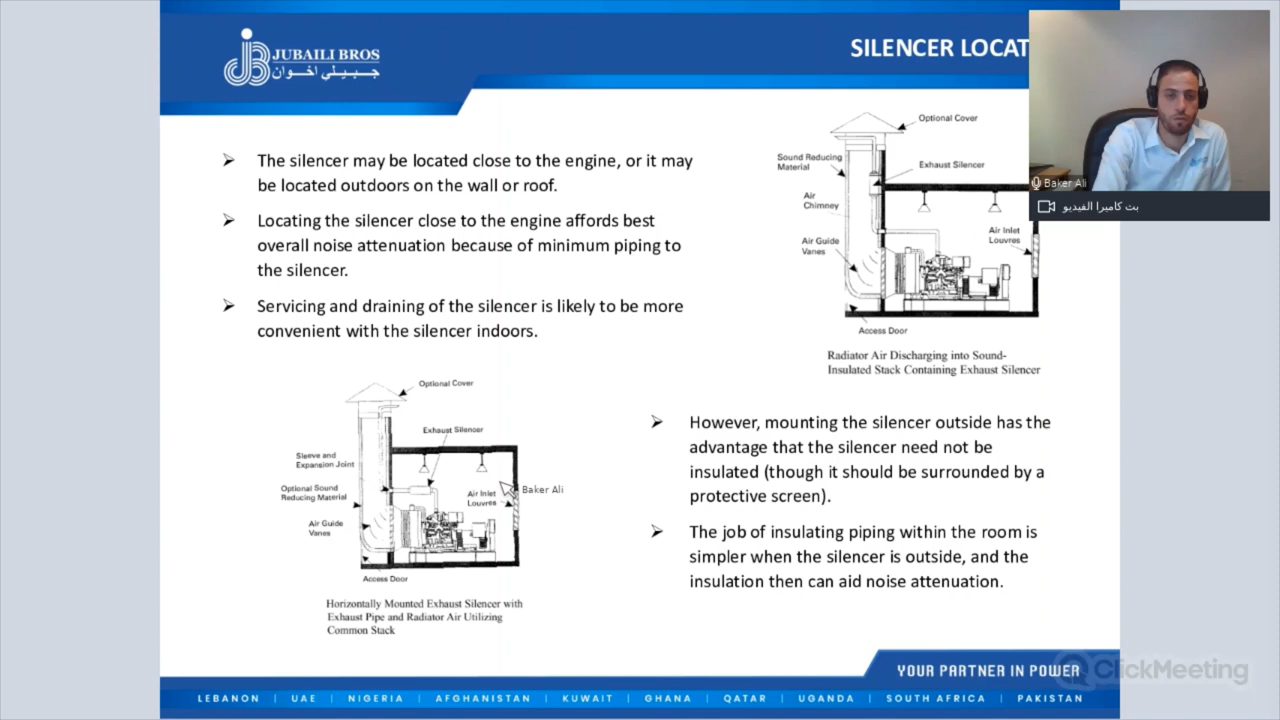 JUBAILI BROS
جبيلي اخوان
SILENCER LOCAT
The silencer may be located close to the engine, or it may
be located outdoors on the wall or roof.
Locating the silencer close to the engine affords best
overall noise attenuation because of minimum piping to
the silencer.
Servicing and draining of the silencer is likely to be more
convenient with the silencer indoors.
Optional Cover
Sound Reducing
Material
Exhaust Silencer
Air
Chimney
Air Guide
Vanes
Air Inlet
Louvres
Access Door
Radiator Air Discharging into Sound-
Insulated Stack Containing Exhaust Silencer
Baker Ali
بث كاميرا الفيديو
Optional Cover
Exhaust Silencer
Sleeve and
Expansion Joint
Optional Sound
Reducing Material
Air Inlet
Louvres
Baker Ali
Air Guide
Vanes
Access Door
Horizontally Mounted Exhaust Silencer with
Exhaust Pipe and Radiator Air Utilizing
Common Stack
However, mounting the silencer outside has the
advantage that the silencer need not be
insulated (though it should be surrounded by a
protective screen).
The job of insulating piping within the room is
simpler when the silencer is outside, and the
insulation then can aid noise attenuation.
YOUR PARTNER IN POWER
ClickMeeting
LEBANON | UAE | NIGERIA | AFGHANISTAN | KUWAIT | GHANA | QATAR | UGANDA | SOUTH AFRICA | PAKISTAN